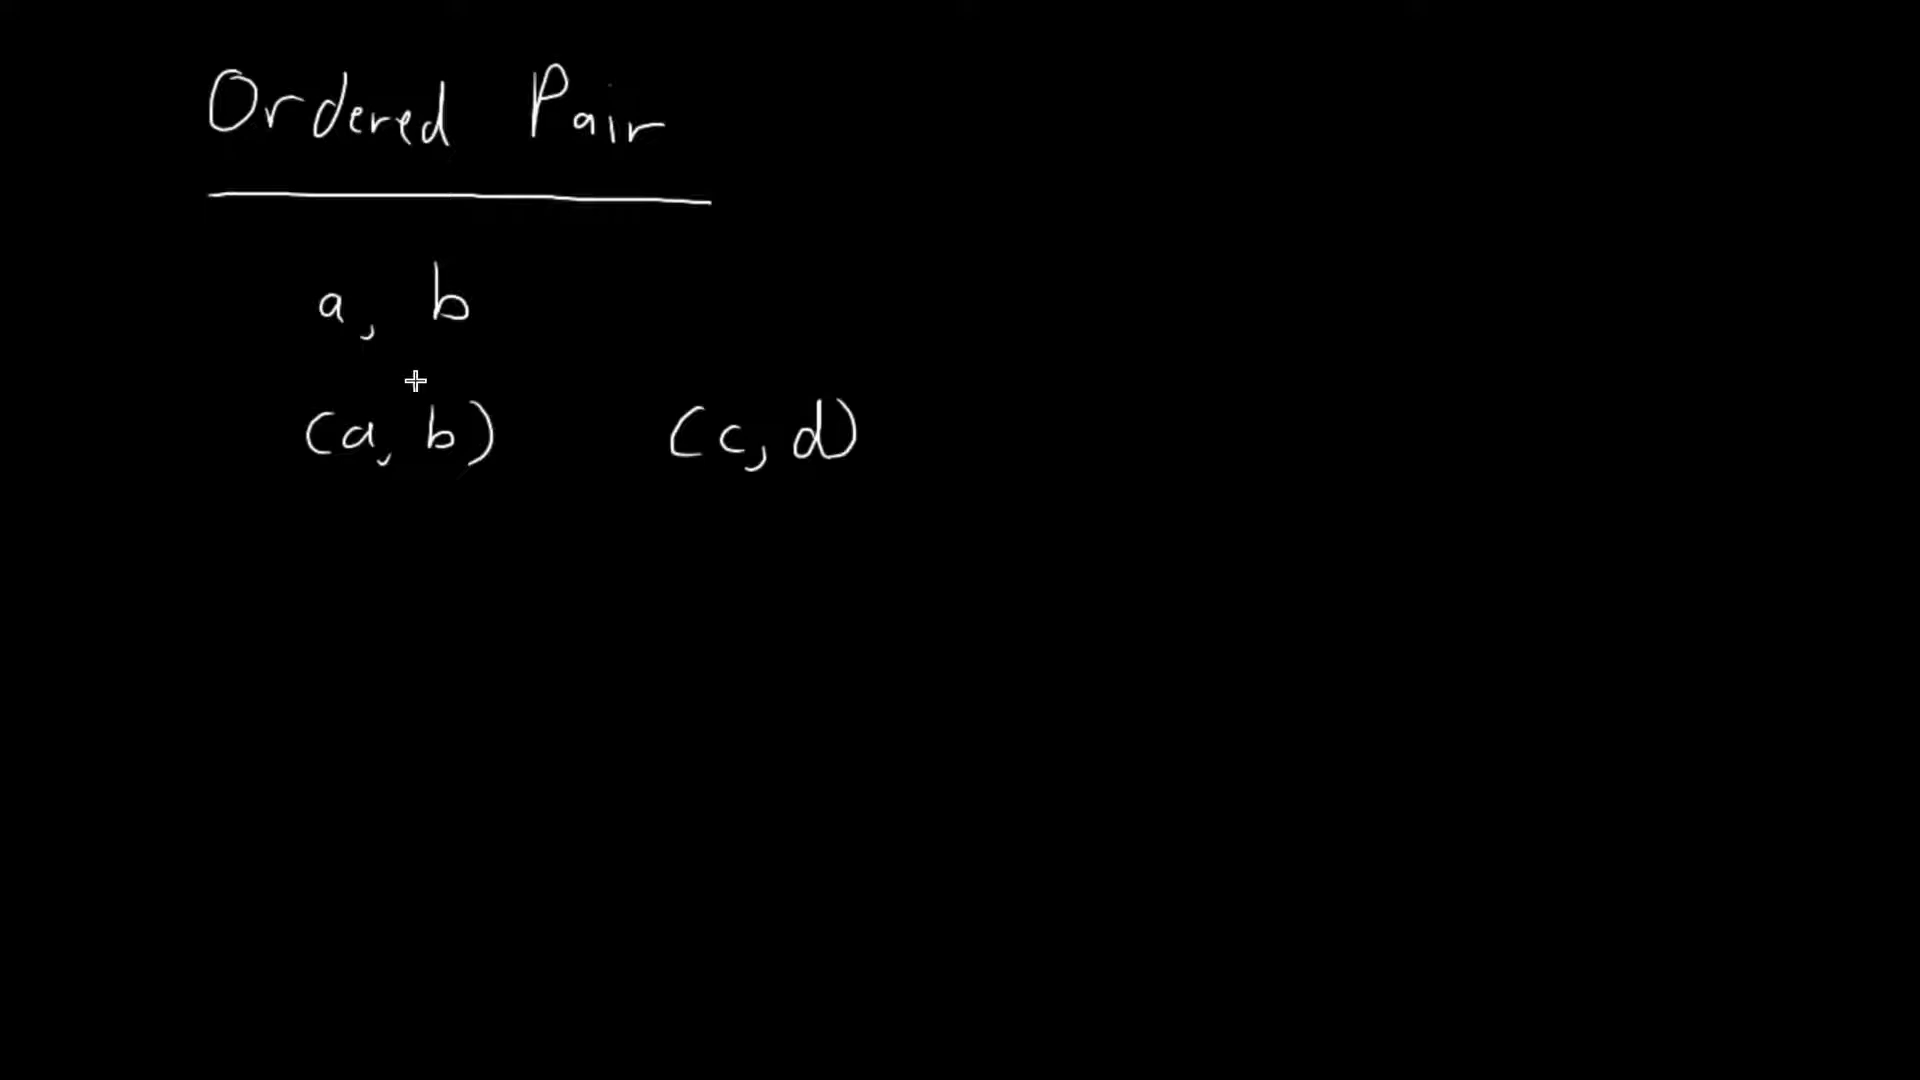 Ordered Pair
a, b
(a, b) (c, d)